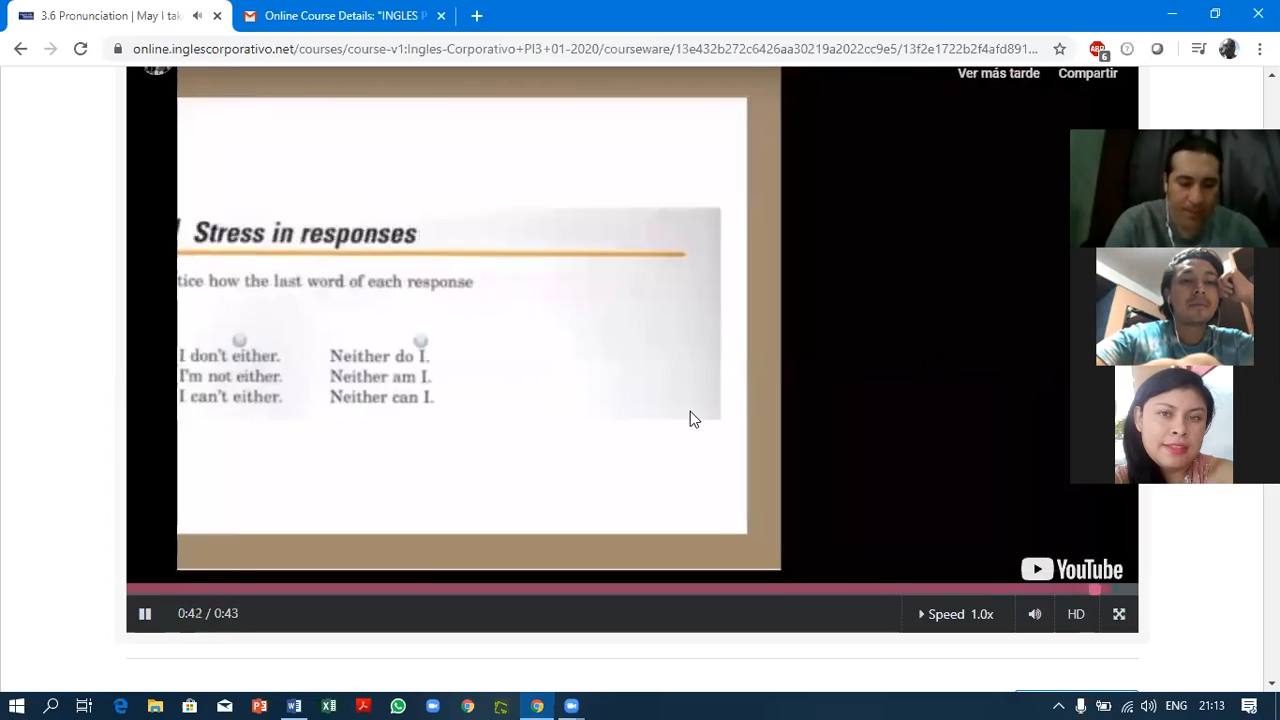 3.6 Pronunciation | May I tak
Online Course Details: "INGLES P
online.inglescorporativo.net/courses/course-v1:Ingles-Corporativo+PI3+01-2020/courseware/13e432b272c6426aa30219a2022cc9e5/13f2e1722b2f4afd891...
6
Ver más tarde
Compartir
Stress in responses
tice how the last word of each response
I don't either.
Neither do I.
I'm not either.
Neither am I.
I can't either.
Neither can I.
YouTube
0:42 / 0:43
Speed 1.0x
HD
ENG
21:13